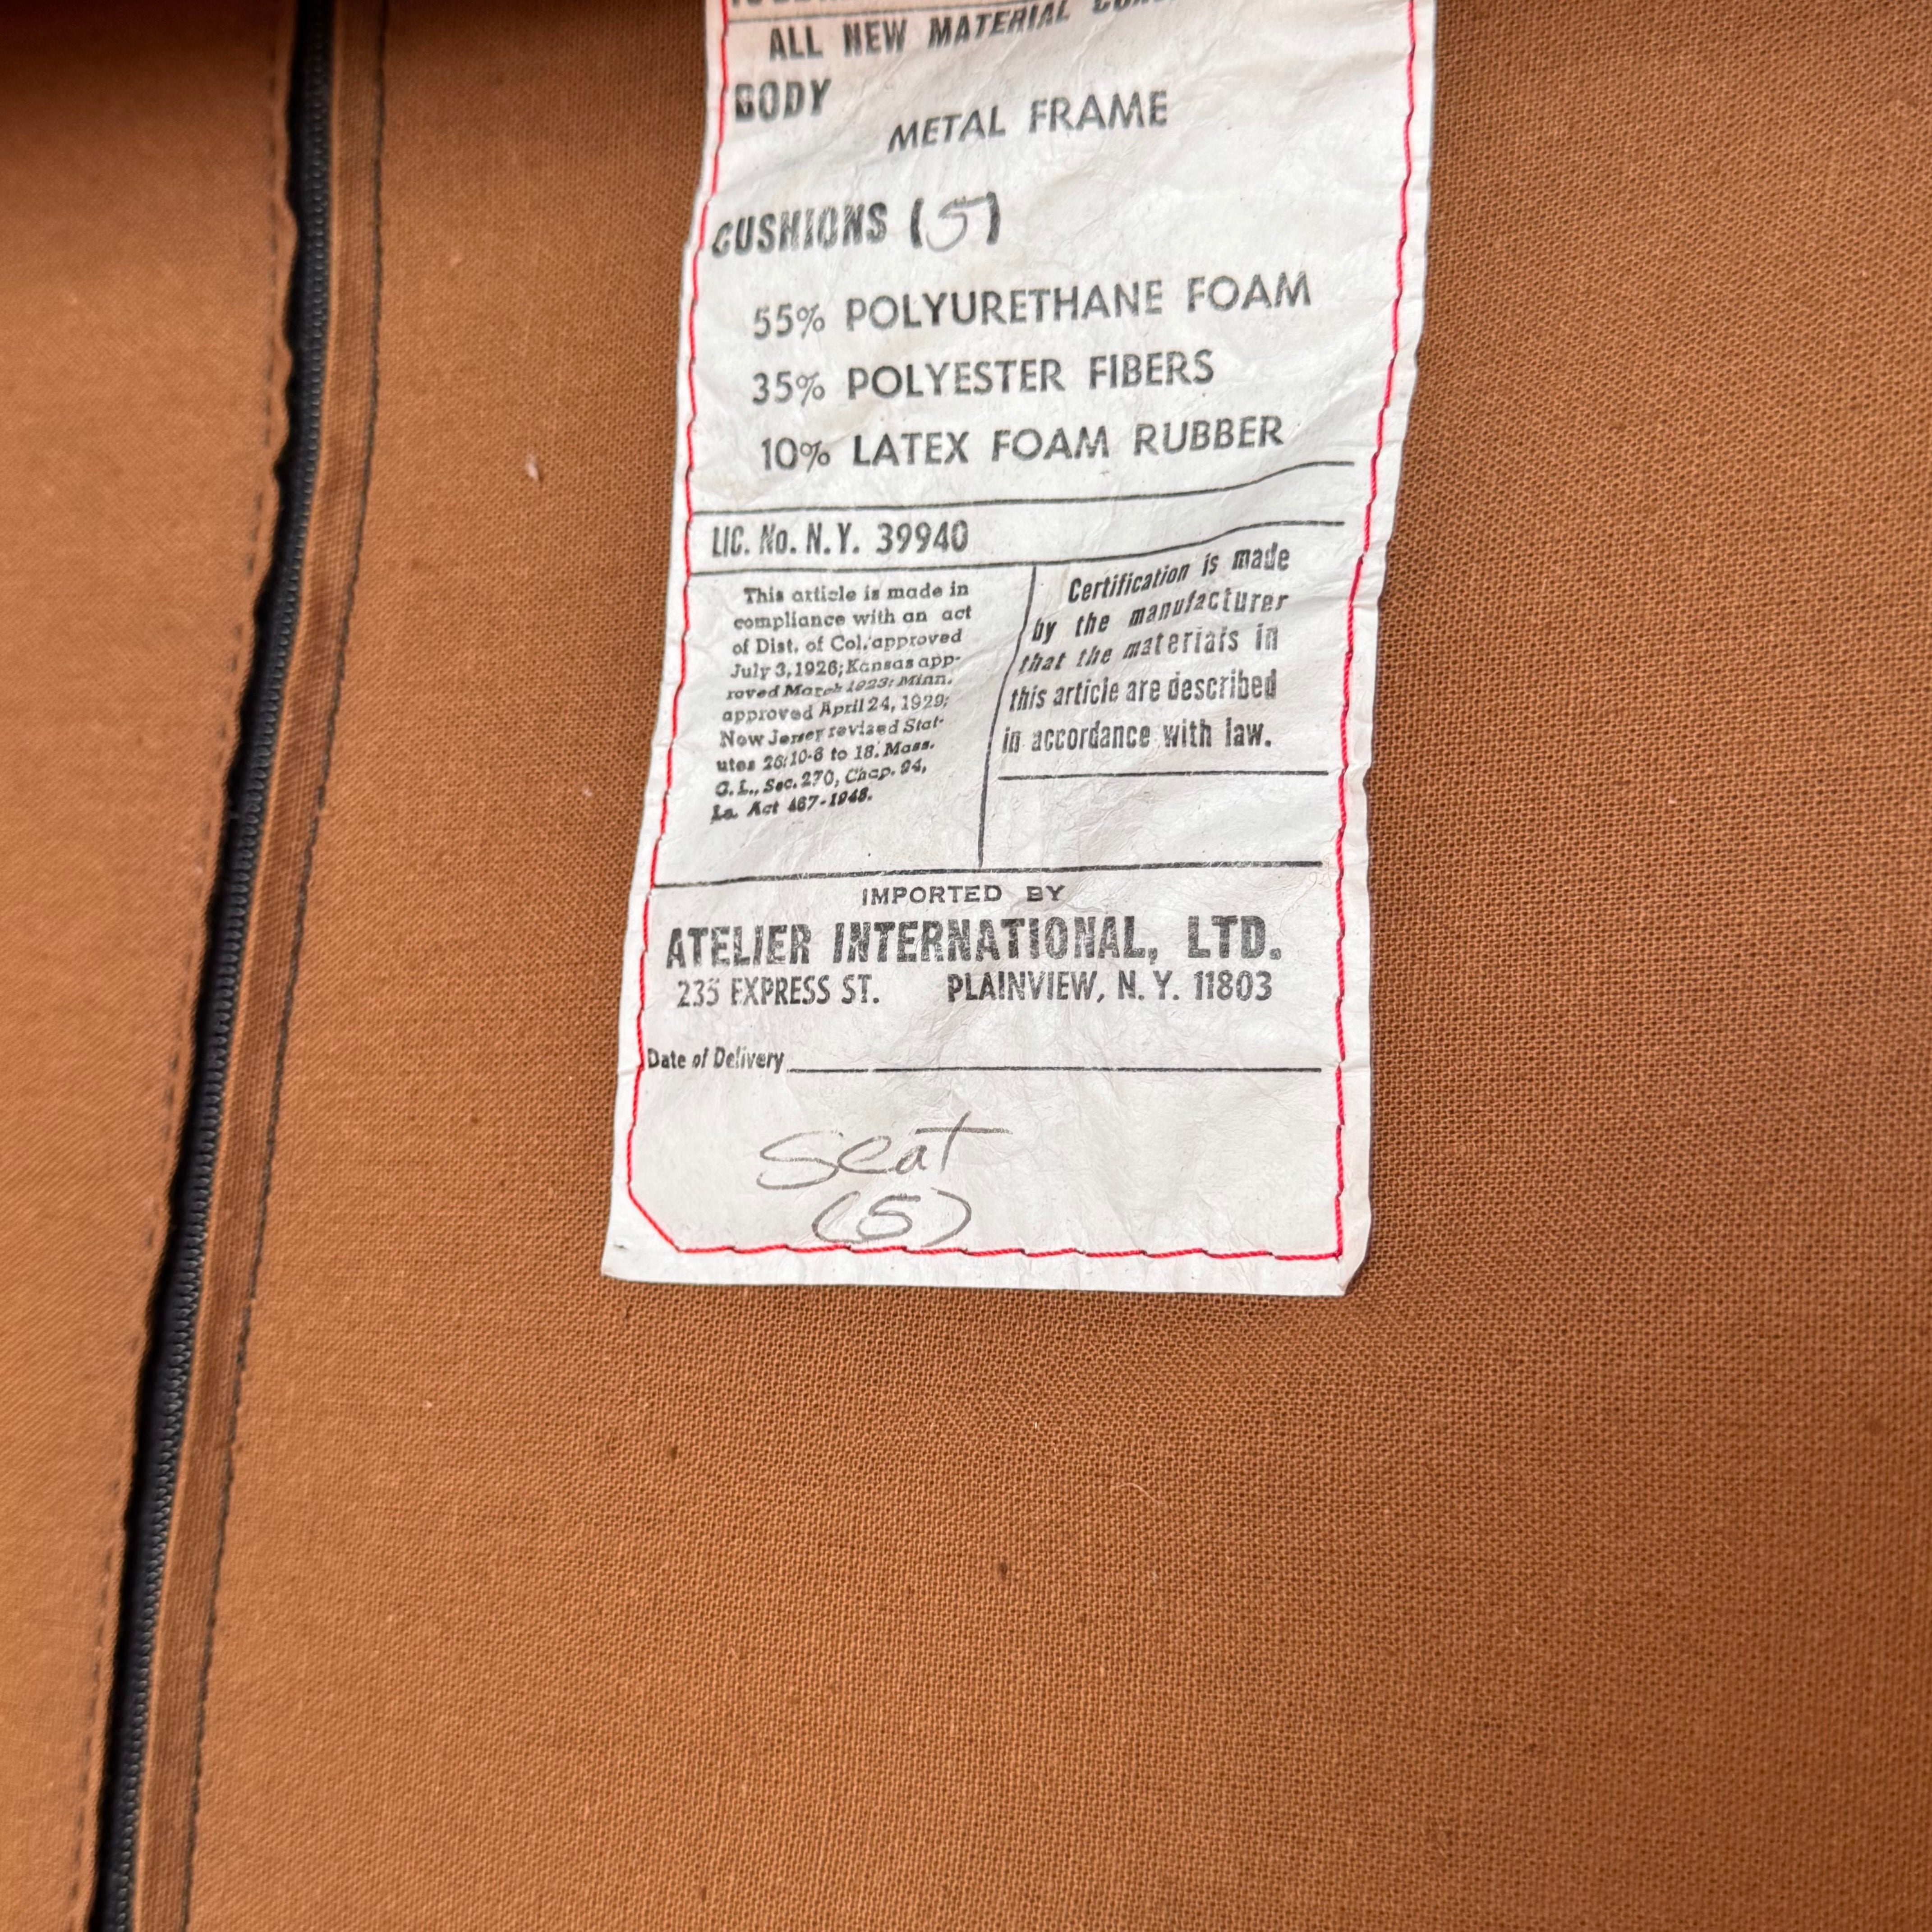 ALL NEW MATERIAL
BODY
METAL FRAME
CUSHIONS (5)
55% POLYURETHANE FOAM
35% POLYESTER FIBERS
10% LATEX FOAM RUBBER
LIC. No. N.Y. 39940
This article is made in
compliance with an act
of Dist. of Col. approved
July 3, 1926; Kansas app-
roved March 1923; Minn.
approved April 24, 1929;
New Jersey revised Stat-
utes 26:10-6 to 18. Mass.
G.L., Sec. 270, Chap. 94,
La. Act 467-1948.
Certification is made
by the manufacturer
that the materials in
this article are described
in accordance with law.
IMPORTED BY
ATELIER INTERNATIONAL, LTD.
235 EXPRESS ST. PLAINVIEW, N.Y. 11803
Date of Delivery
Seat
(5)